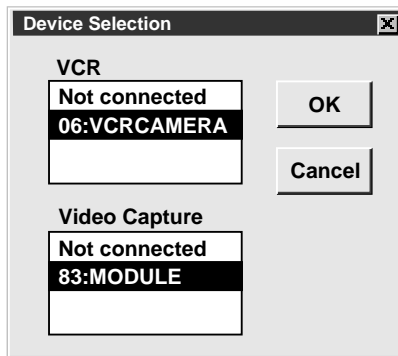 Device Selection
VCR
Not connected
06:VCRCAMERA
OK
Cancel
Video Capture
Not connected
83:MODULE